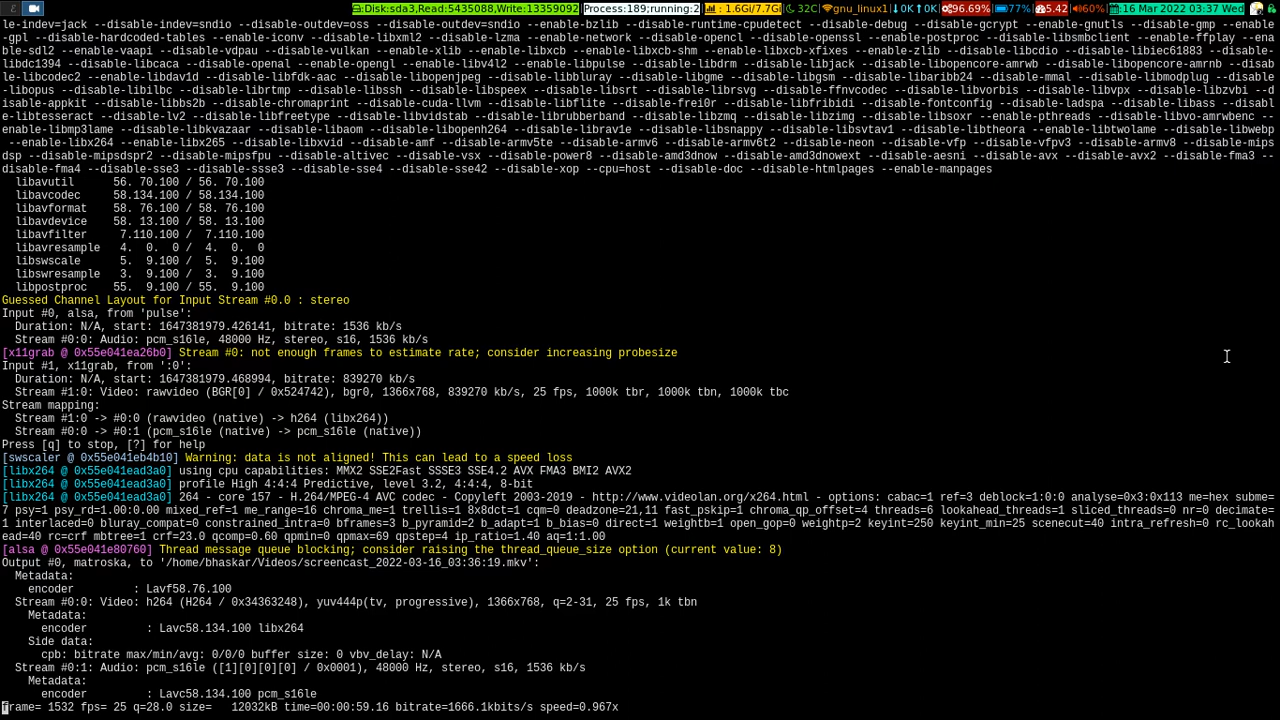 :Disk:sda3,Read:5435088,Write:13359092 Process:189;running:2 : 1.6Gi/7.7Gi 32C gnu_linux1 0K 0K 96.69% 77% 5.42 60% :16 Mar 2022 03:37 Wed
le-indev=jack --disable-indev=sndio --disable-outdev=oss --disable-outdev=sndio --enable-bzlib --disable-runtime-cpudetect --disable-debug --disable-gcrypt --enable-gnutls --disable-gmp --enable
-gpl --disable-hardcoded-tables --enable-iconv --disable-libxml2 --disable-lzma --enable-network --disable-opencl --disable-openssl --enable-postproc --disable-libsmbclient --enable-ffplay --ena
ble-sdl2 --enable-vaapi --disable-vdpau --disable-vulkan --enable-xlib --enable-libxcb --enable-libxcb-shm --enable-libxcb-xfixes --enable-zlib --disable-libcdio --disable-libiec61883 --disable-
libdc1394 --disable-libcaca --disable-openal --enable-opengl --enable-libv4l2 --enable-libpulse --enable-libdrm --disable-libjack --disable-libopencore-amrwb --disable-libopencore-amrnb --disabl
e-libcodec2 --enable-libdav1d --disable-libfdk-aac --disable-libopenjpeg --disable-libbluray --disable-libgme --disable-libgsm --disable-libaribb24 --disable-mmal --disable-libmodplug --disable
-libopus --disable-libilbc --disable-librtmp --disable-libssh --disable-libspeex --disable-libsrt --disable-librsvg --disable-ffnvcodec --disable-libvorbis --disable-libvpx --disable-libzvbi --d
isable-appkit --disable-libbs2b --disable-chromaprint --disable-cuda-llvm --disable-libflite --disable-frei0r --disable-libfribidi --disable-fontconfig --disable-ladspa --disable-libass --disabl
e-libtesseract --disable-lv2 --disable-libfreetype --disable-libvidstab --disable-librubberband --disable-libzmq --disable-libzimg --disable-libsoxr --enable-pthreads --disable-libvo-amrwbenc --
enable-libmp3lame --disable-libkvazaar --disable-libaom --disable-libopenh264 --disable-librav1e --disable-libsnappy --disable-libsvtav1 --disable-libtheora --enable-libtwolame --disable-libwebp
 --enable-libx264 --enable-libx265 --disable-libxvid --disable-amf --disable-armv5te --disable-armv6 --disable-armv6t2 --disable-neon --disable-vfp --disable-vfpv3 --disable-armv8 --disable-mips
dsp --disable-mipsdspr2 --disable-mipsfpu --disable-altivec --disable-vsx --disable-power8 --disable-amd3dnow --disable-amd3dnowext --disable-aesni --disable-avx --disable-avx2 --disable-fma3 --
disable-fma4 --disable-sse3 --disable-ssse3 --disable-sse4 --disable-sse42 --disable-xop --cpu=host --disable-doc --disable-htmlpages --enable-manpages
libavutil 56. 70.100 / 56. 70.100
libavcodec 58.134.100 / 58.134.100
libavformat 58. 76.100 / 58. 76.100
libavdevice 58. 13.100 / 58. 13.100
libavfilter 7.110.100 / 7.110.100
libavresample 4. 0. 0 / 4. 0. 0
libswscale 5. 9.100 / 5. 9.100
libswresample 3. 9.100 / 3. 9.100
libpostproc 55. 9.100 / 55. 9.100
Guessed Channel Layout for Input Stream #0.0 : stereo
Input #0, alsa, from 'pulse':
Duration: N/A, start: 1647381979.426141, bitrate: 1536 kb/s
Stream #0:0: Audio: pcm_s16le, 48000 Hz, stereo, s16, 1536 kb/s
[x11grab @ 0x55e041ea26b0] Stream #0: not enough frames to estimate rate; consider increasing probesize
Input #1, x11grab, from ':0':
Duration: N/A, start: 1647381979.468994, bitrate: 839270 kb/s
Stream #1:0: Video: rawvideo (BGR[0] / 0x524742), bgr0, 1366x768, 839270 kb/s, 25 fps, 1000k tbr, 1000k tbn, 1000k tbc
Stream mapping:
Stream #1:0 -> #0:0 (rawvideo (native) -> h264 (libx264))
Stream #0:0 -> #0:1 (pcm_s16le (native) -> pcm_s16le (native))
Press [q] to stop, [?] for help
[swscaler @ 0x55e041eb4b10] Warning: data is not aligned! This can lead to a speed loss
[libx264 @ 0x55e041ead3a0] using cpu capabilities: MMX2 SSE2Fast SSSE3 SSE4.2 AVX FMA3 BMI2 AVX2
[libx264 @ 0x55e041ead3a0] profile High 4:4:4 Predictive, level 3.2, 4:4:4, 8-bit
[libx264 @ 0x55e041ead3a0] 264 - core 157 - H.264/MPEG-4 AVC codec - Copyleft 2003-2019 - http://www.videolan.org/x264.html - options: cabac=1 ref=3 deblock=1:0:0 analyse=0x3:0x113 me=hex subme=
7 psy=1 psy_rd=1.00:0.00 mixed_ref=1 me_range=16 chroma_me=1 trellis=1 8x8dct=1 cqm=0 deadzone=21,11 fast_pskip=1 chroma_qp_offset=4 threads=6 lookahead_threads=1 sliced_threads=0 nr=0 decimate=
1 interlaced=0 bluray_compat=0 constrained_intra=0 bframes=3 b_pyramid=2 b_adapt=1 b_bias=0 direct=1 weightb=1 open_gop=0 weightp=2 keyint=250 keyint_min=25 scenecut=40 intra_refresh=0 rc_lookah
ead=40 rc=crf mbtree=1 crf=23.0 qcomp=0.60 qpmin=0 qpmax=69 qpstep=4 ip_ratio=1.40 aq=1:1.00
[alsa @ 0x55e041e80760] Thread message queue blocking; consider raising the thread_queue_size option (current value: 8)
Output #0, matroska, to '/home/bhaskar/Videos/screencast_2022-03-16_03:36:19.mkv':
Metadata:
encoder : Lavf58.76.100
Stream #0:0: Video: h264 (H264 / 0x34363248), yuv444p(tv, progressive), 1366x768, q=2-31, 25 fps, 1k tbn
Metadata:
encoder : Lavc58.134.100 libx264
Side data:
cpb: bitrate max/min/avg: 0/0/0 buffer size: 0 vbv_delay: N/A
Stream #0:1: Audio: pcm_s16le ([1][0][0][0] / 0x0001), 48000 Hz, stereo, s16, 1536 kb/s
Metadata:
encoder : Lavc58.134.100 pcm_s16le
frame= 1532 fps= 25 q=28.0 size= 12032kB time=00:00:59.16 bitrate=1666.1kbits/s speed=0.967x